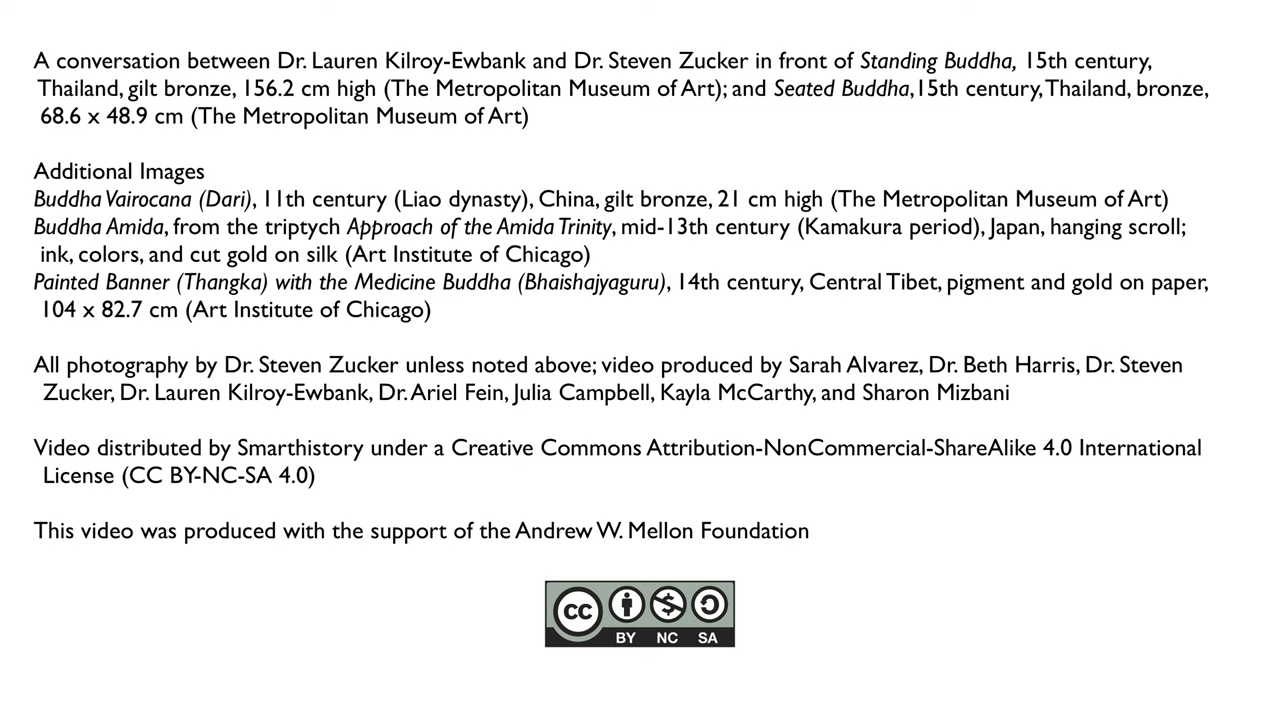 A conversation between Dr. Lauren Kilroy-Ewbank and Dr. Steven Zucker in front of Standing Buddha, 15th century,
Thailand, gilt bronze, 156.2 cm high (The Metropolitan Museum of Art); and Seated Buddha, 15th century, Thailand, bronze,
68.6 x 48.9 cm (The Metropolitan Museum of Art)
Additional Images
Buddha Vairocana (Dari), 11th century (Liao dynasty), China, gilt bronze, 21 cm high (The Metropolitan Museum of Art)
Buddha Amida, from the triptych Approach of the Amida Trinity, mid-13th century (Kamakura period), Japan, hanging scroll;
ink, colors, and cut gold on silk (Art Institute of Chicago)
Painted Banner (Thangka) with the Medicine Buddha (Bhaishajyaguru), 14th century, Central Tibet, pigment and gold on paper,
104 x 82.7 cm (Art Institute of Chicago)
All photography by Dr. Steven Zucker unless noted above; video produced by Sarah Alvarez, Dr. Beth Harris, Dr. Steven
Zucker, Dr. Lauren Kilroy-Ewbank, Dr. Ariel Fein, Julia Campbell, Kayla McCarthy, and Sharon Mizbani
Video distributed by Smarthistory under a Creative Commons Attribution-NonCommercial-ShareAlike 4.0 International
License (CC BY-NC-SA 4.0)
This video was produced with the support of the Andrew W. Mellon Foundation
cc
BY NC SA